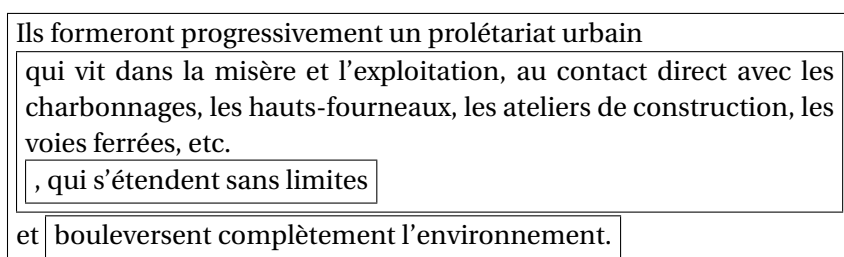 Ils formeront progressivement un prolétariat urbain
qui vit dans la misère et l’exploitation, au contact direct avec les
charbonnages, les hauts-fourneaux, les ateliers de construction, les
voies ferrées, etc.
, qui s’étendent sans limites
et bouleversent complètement l’environnement.